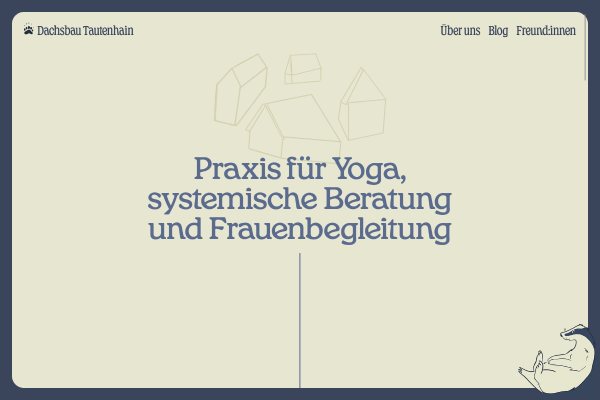 Dachsbau Tautenhain
Über uns Blog Freund:innen
Praxis für Yoga,
systemische Beratung
und Frauenbegleitung